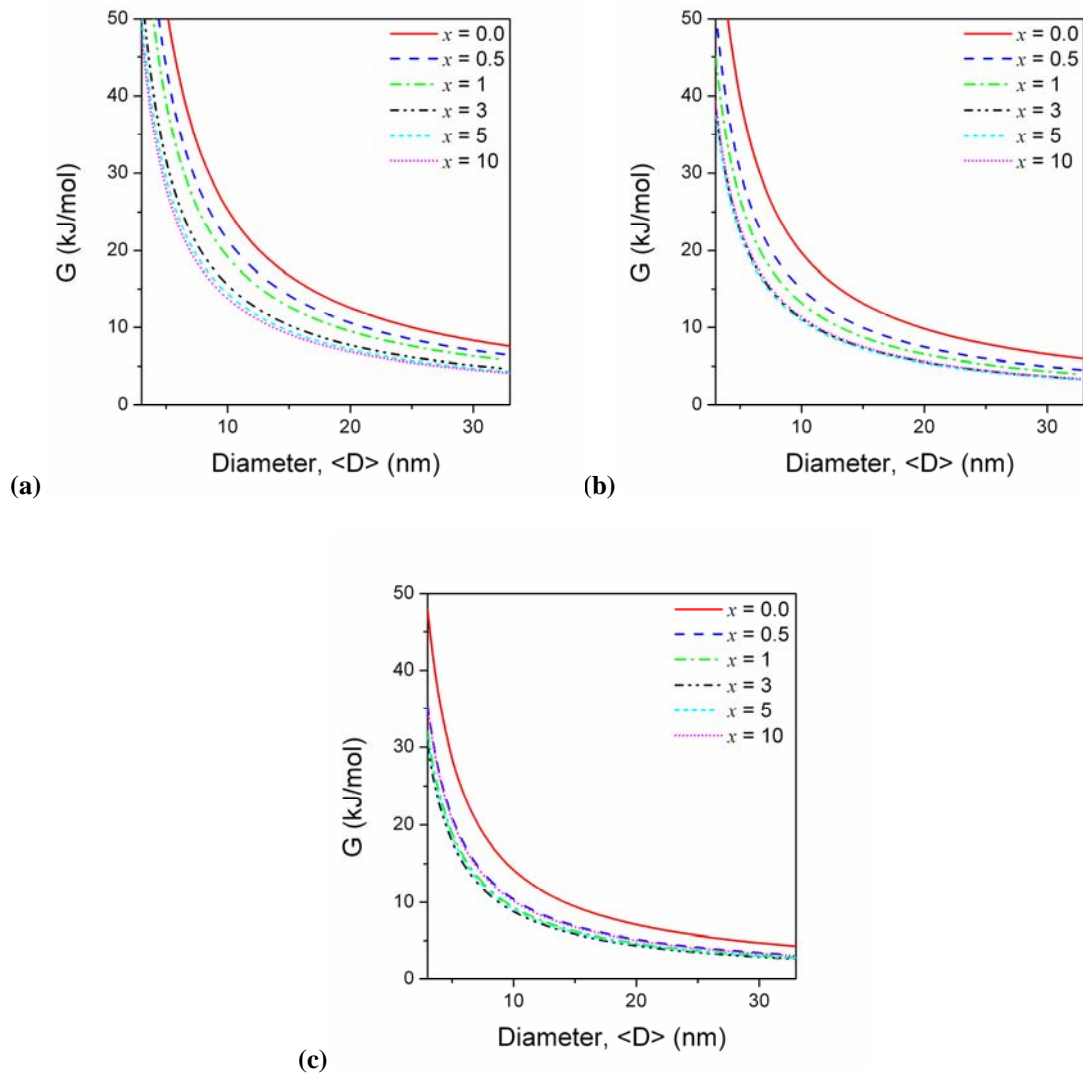 50
40
30
20
10
0
G (kJ/mol)
x = 0.0
x = 0.5
x = 1
x = 3
x = 5
x = 10
10 20 30
Diameter, <D> (nm)
(a)
50
40
30
20
10
0
G (kJ/mol)
x = 0.0
x = 0.5
x = 1
x = 3
x = 5
x = 10
10 20 30
Diameter, <D> (nm)
(b)
50
40
30
20
10
0
G (kJ/mol)
x = 0.0
x = 0.5
x = 1
x = 3
x = 5
x = 10
10 20 30
Diameter, <D> (nm)
(c)